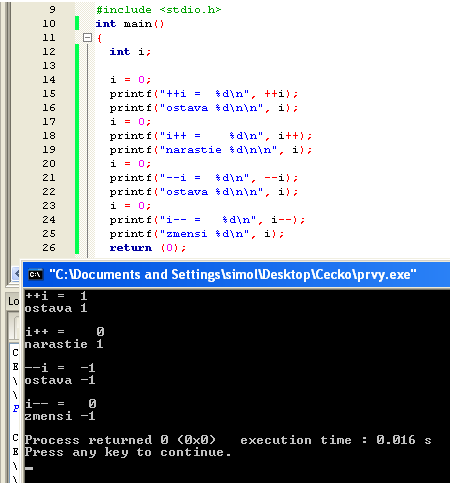 9 #include <stdio.h>
10 int main()
11 {
12 int i;
13
14 i = 0;
15 printf("++i =  %d\n", ++i);
16 printf("ostava %d\n\n", i);
17 i = 0;
18 printf("i++ =    %d\n", i++);
19 printf("narastie %d\n\n", i);
20 i = 0;
21 printf("--i =  %d\n", --i);
22 printf("ostava %d\n\n", i);
23 i = 0;
24 printf("i-- =   %d\n", i--);
25 printf("zmensi %d\n", i);
26 return (0);
Lo
"C:\Documents and Settings\simol\Desktop\Cecko\prvy.exe"
++i =  1
ostava 1
i++ =    0
narastie 1
--i =  -1
ostava -1
i-- =   0
zmensi -1
Process returned 0 (0x0)   execution time : 0.016 s
Press any key to continue.